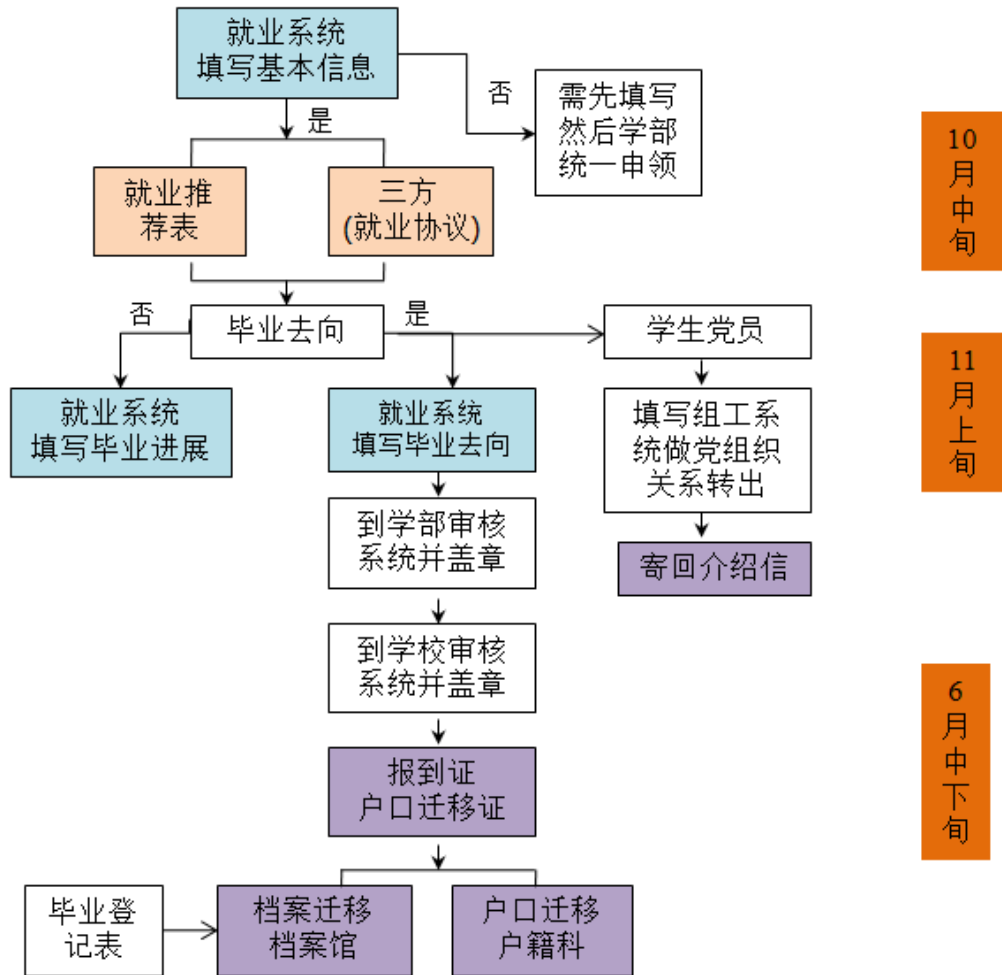 就业系统
填写基本信息
否
需先填写
然后学部
统一申领
是
就业推
荐表
三方
(就业协议)
10
月
中
旬
否
毕业去向
是
学生党员
就业系统
填写毕业进展
就业系统
填写毕业去向
填写组工系
统做党组织
关系转出
11
月
上
旬
到学部审核
系统并盖章
寄回介绍信
到学校审核
系统并盖章
6
月
中
下
旬
报到证
户口迁移证
毕业登
记表
档案迁移
档案馆
户口迁移
户籍科